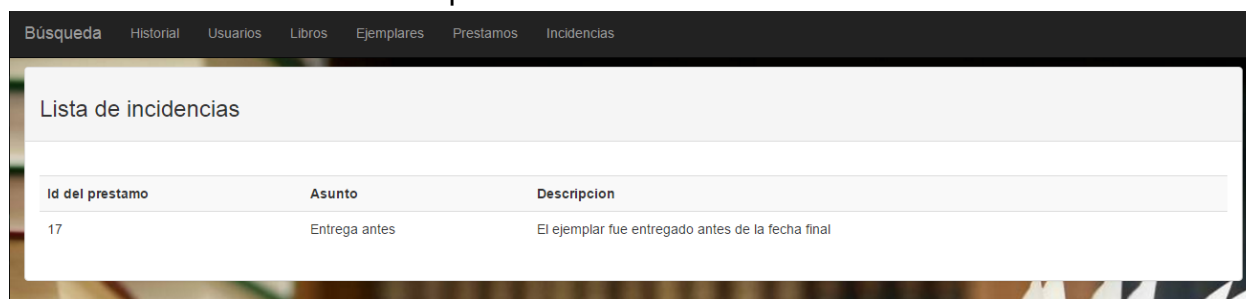 Búsqueda Historial Usuarios Libros Ejemplares Prestamos Incidencias
Lista de incidencias
Id del prestamo Asunto Descripcion
17 Entrega antes El ejemplar fue entregado antes de la fecha final